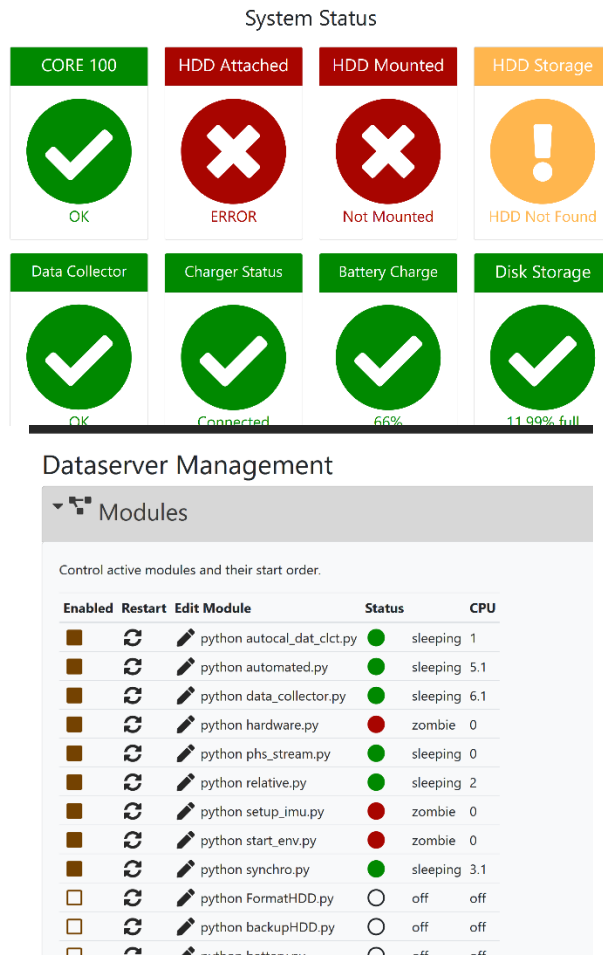 System Status
CORE 100 HDD Attached HDD Mounted HDD Storage
OK ERROR Not Mounted HDD Not Found
Data Collector Charger Status Battery Charge Disk Storage
OK Connected 66% 11.99% full
Dataserver Management
Modules
Control active modules and their start order.
Enabled Restart Edit Module Status CPU
python autocal_dat_clct.py sleeping 1
python automated.py sleeping 5.1
python data_collector.py sleeping 6.1
python hardware.py zombie 0
python phs_stream.py sleeping 0
python relative.py sleeping 2
python setup_imu.py zombie 0
python start_env.py zombie 0
python synchro.py sleeping 3.1
python FormatHDD.py off off
python backupHDD.py off off
python off off